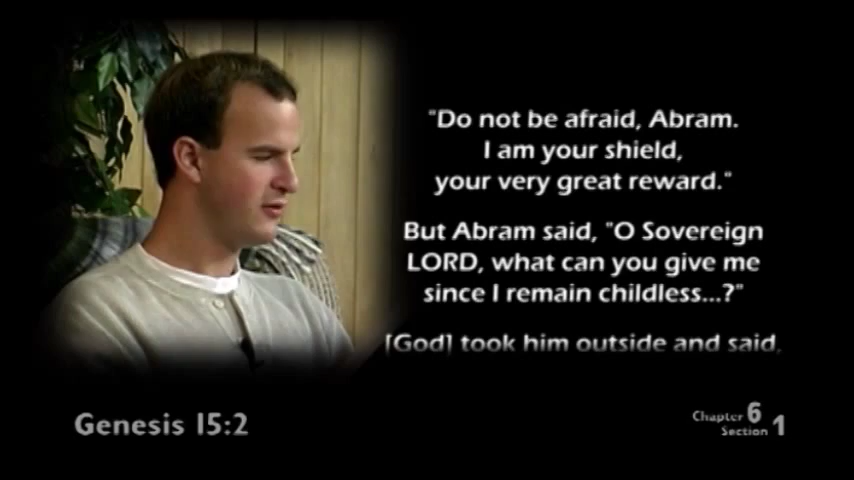 "Do not be afraid, Abram.
I am your shield,
your very great reward."
But Abram said, "O Sovereign
LORD, what can you give me
since I remain childless...?"
[God] took him outside and said,
Genesis 15:2
Chapter 6
Section 1